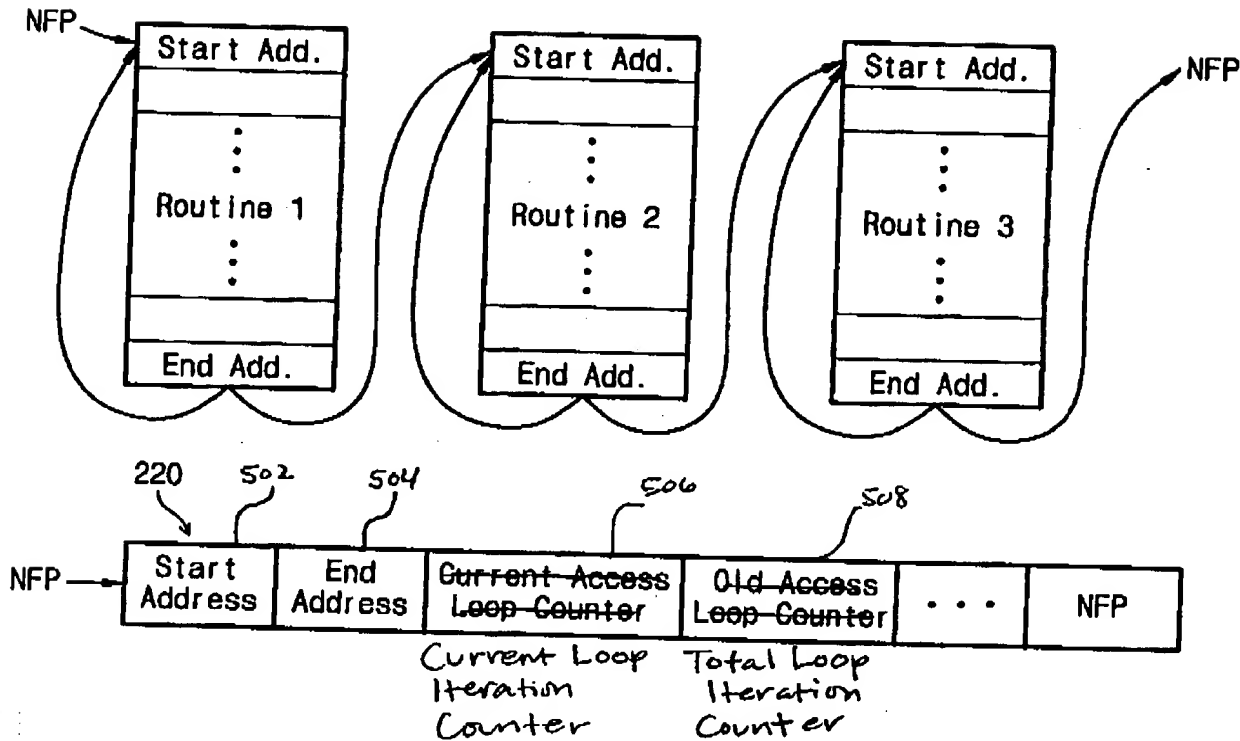 NFP
Start Add.
Start Add.
Start Add.
NFP
Routine 1
Routine 2
Routine 3
End Add.
End Add.
End Add.
220
502
504
506
508
NFP
Start
Address
End
Address
Current Access
Loop Counter
Old Access
Loop Counter
NFP
Current Loop
Iteration
Counter
Total Loop
Iteration
Counter